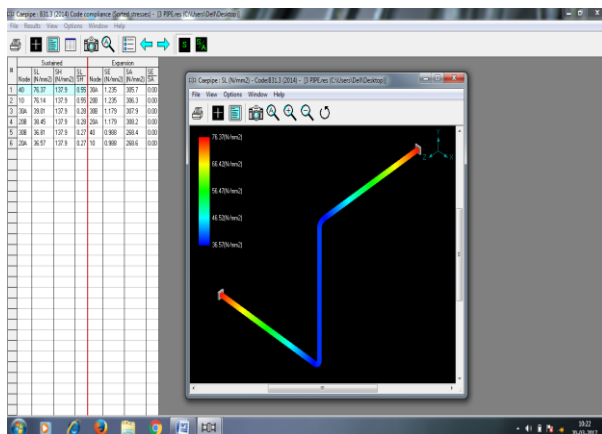 Caepipe : B31.3 (2014) Code compliance (Sorted stresses) - [3 PIPE.res (C:\Users\Dell\Desktop)]
File Results View Options Window Help
Sustained Expansion
# Node SL (N/mm2) SH (N/mm2) SL SH Node SE (N/mm2) SA (N/mm2) SE SA
1 40 76.37 137.9 0.55 30A 1.235 305.7 0.00
2 10 76.14 137.9 0.55 20B 1.235 306.3 0.00
3 30A 39.01 137.9 0.28 30B 1.179 307.9 0.00
4 20B 38.45 137.9 0.28 20A 1.179 308.2 0.00
5 30B 36.81 137.9 0.27 40 0.988 268.4 0.00
6 20A 36.57 137.9 0.27 10 0.988 268.6 0.00
Caepipe : SL (N/mm2) - Code:B31.3 (2014) - [3 PIPE.res (C:\Users\Dell\Desktop)]
File View Options Window Help
76.37(N/mm2)
66.42(N/mm2)
56.47(N/mm2)
46.52(N/mm2)
36.57(N/mm2)
Y
Z X
10:22